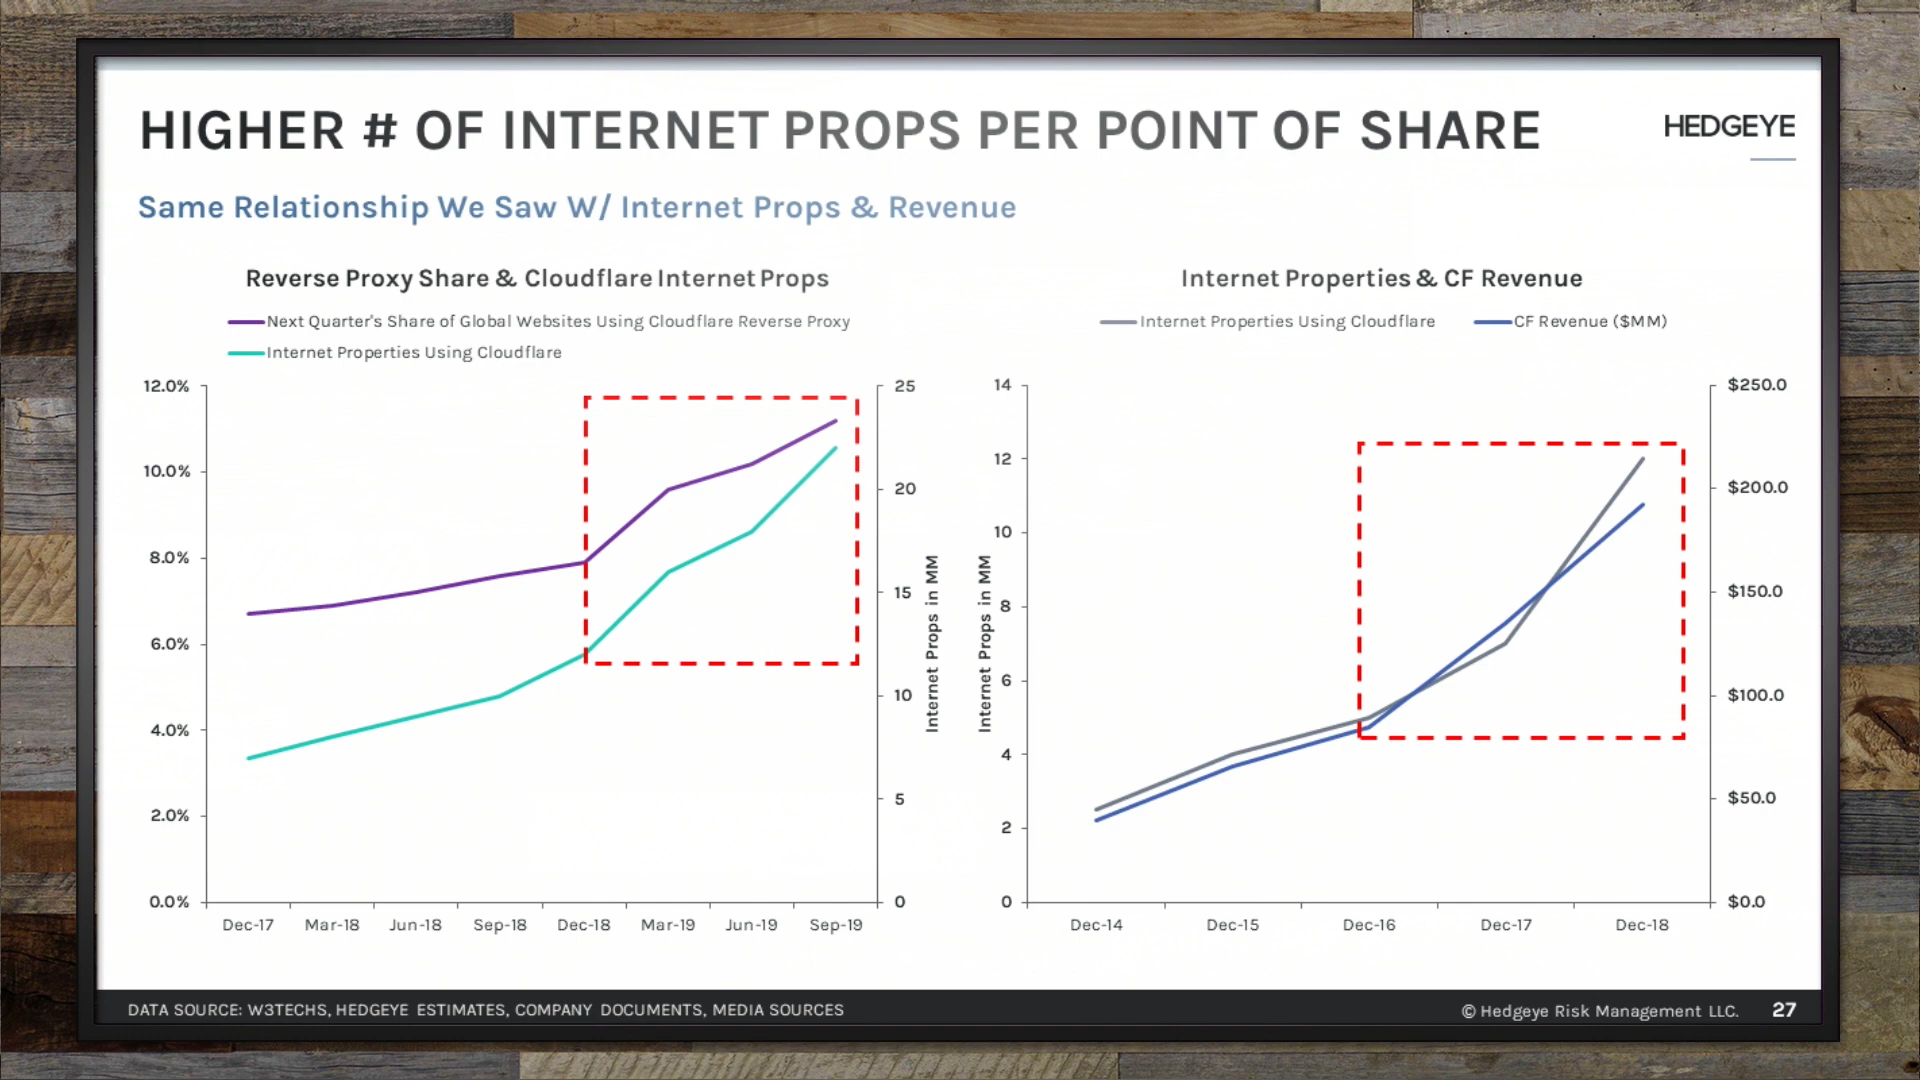 HIGHER # OF INTERNET PROPS PER POINT OF SHARE
HEDGEYE
Same Relationship We Saw W/ Internet Props & Revenue
Reverse Proxy Share & Cloudflare Internet Props
Next Quarter's Share of Global Websites Using Cloudflare Reverse Proxy
Internet Properties Using Cloudflare
12.0%
10.0%
8.0%
6.0%
4.0%
2.0%
0.0%
25
20
15
10
5
0
Internet Props in MM
Dec-17 Mar-18 Jun-18 Sep-18 Dec-18 Mar-19 Jun-19 Sep-19
Internet Properties & CF Revenue
Internet Properties Using Cloudflare CF Revenue ($MM)
Internet Props in MM
14
12
10
8
6
4
2
0
$250.0
$200.0
$150.0
$100.0
$50.0
$0.0
Dec-14 Dec-15 Dec-16 Dec-17 Dec-18
DATA SOURCE: W3TECHS, HEDGEYE ESTIMATES, COMPANY DOCUMENTS, MEDIA SOURCES
© Hedgeye Risk Management LLC. 27